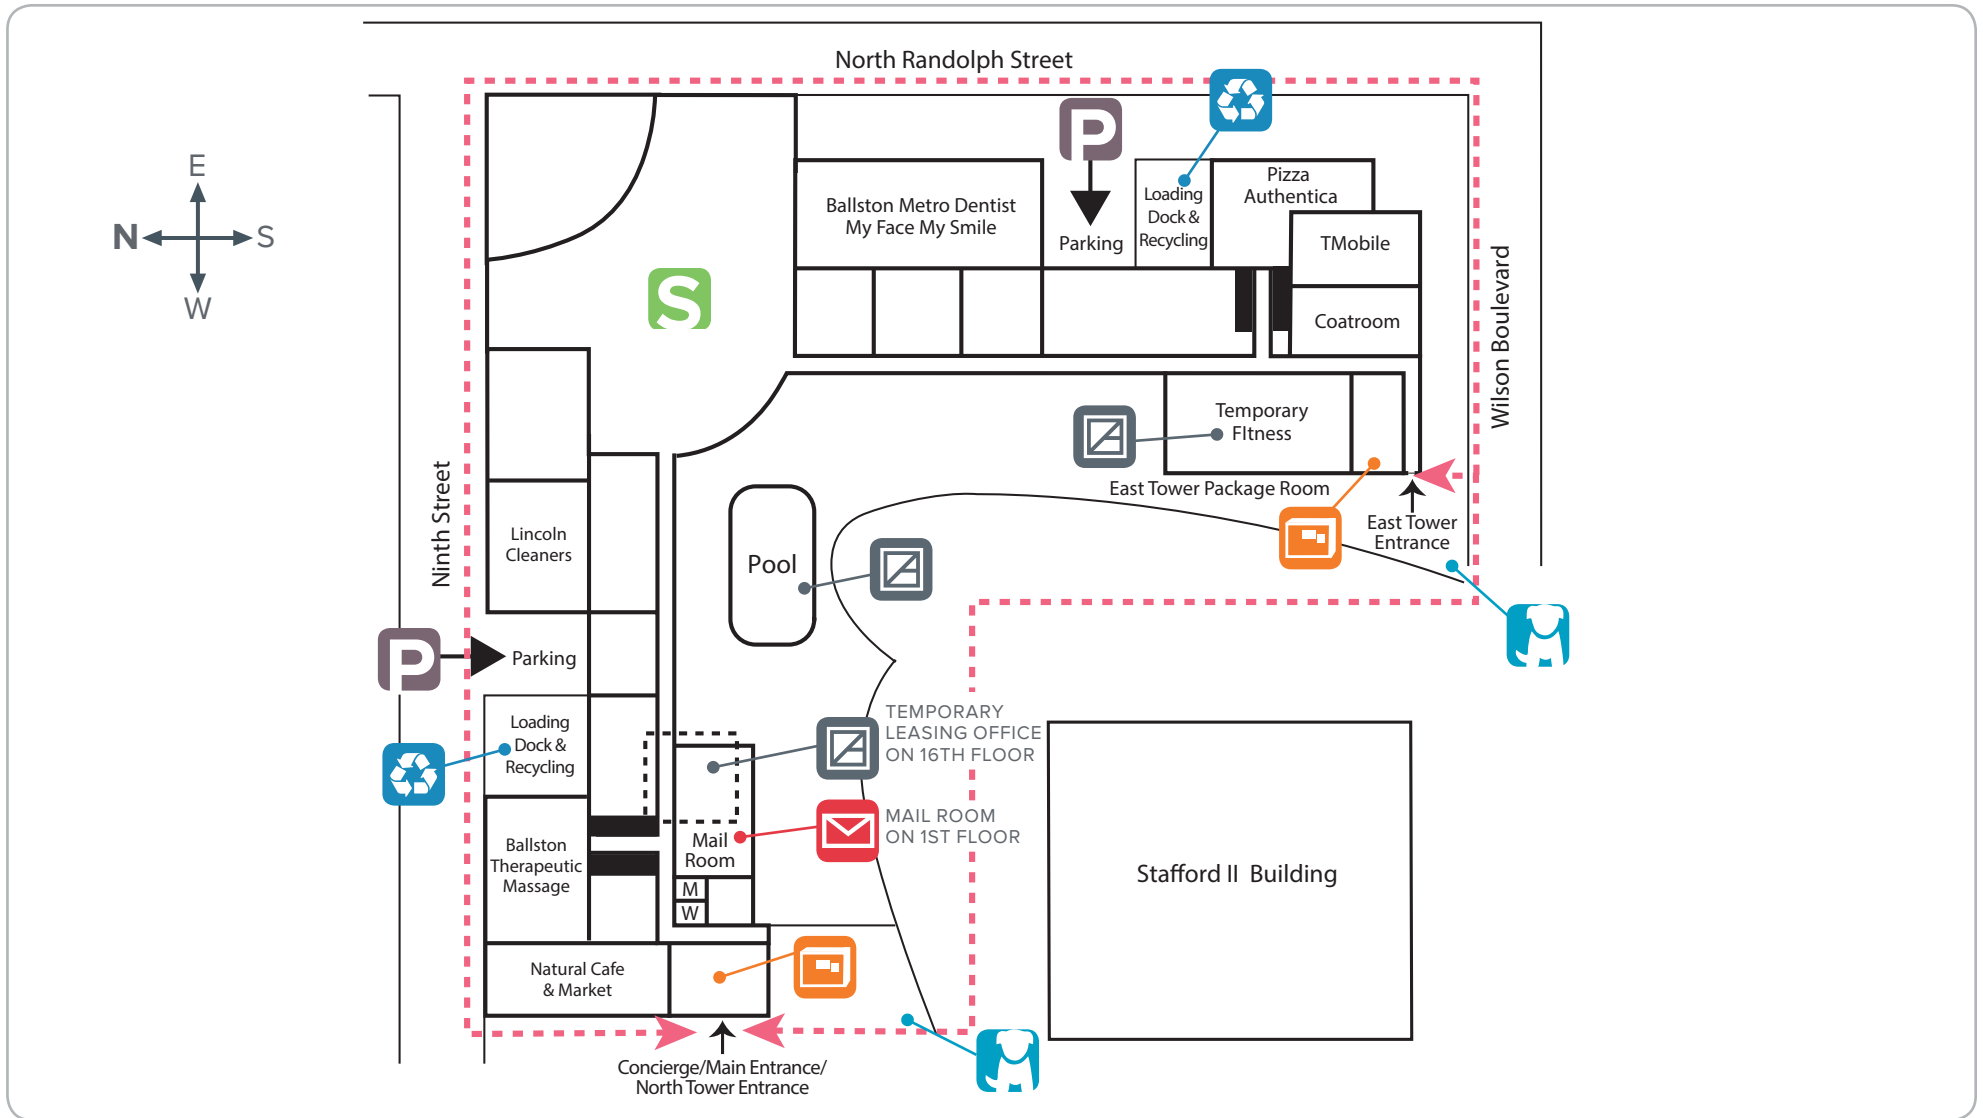 North Randolph Street
E
N
S
W
P
Pizza
Authentica
Loading
Dock &
Recycling
Ballston Metro Dentist
My Face My Smile
Parking
TMobile
S
Coatroom
Wilson Boulevard
Temporary
FItness
East Tower Package Room
East Tower
Entrance
Ninth Street
Lincoln
Cleaners
Pool
P
Parking
Loading
Dock &
Recycling
TEMPORARY
LEASING OFFICE
ON 16TH FLOOR
MAIL ROOM
ON 1ST FLOOR
Mail
Room
Ballston
Therapeutic
Massage
M
W
Stafford II Building
Natural Cafe
& Market
Concierge/Main Entrance/
North Tower Entrance